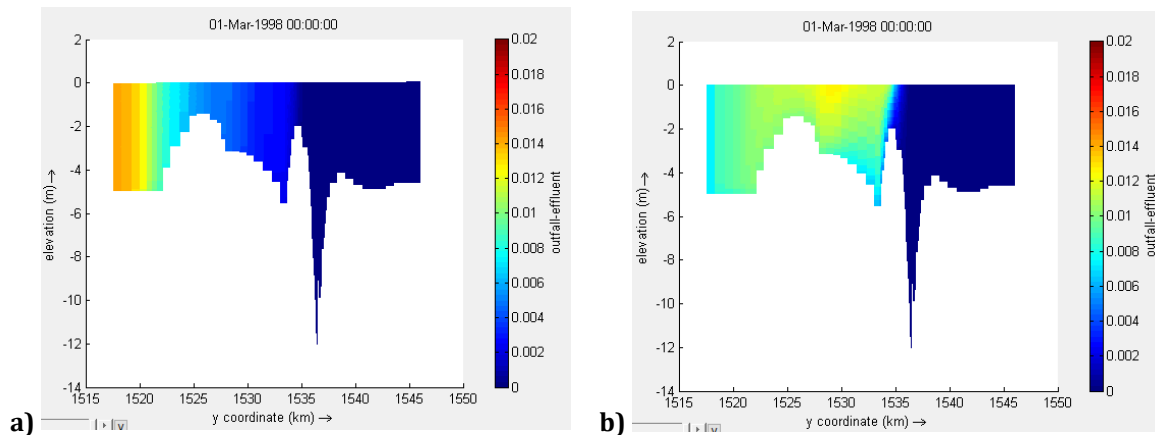 01-Mar-1998 00:00:00
2
0
-2
-4
-6
-8
-10
-12
-14
elevation (m) →
1515 1520 1525 1530 1535 1540 1545 1550
y coordinate (km) →
0.02
0.018
0.016
0.014
0.012
0.01
0.008
0.006
0.004
0.002
0
outfall-effluent
a)
v
01-Mar-1998 00:00:00
2
0
-2
-4
-6
-8
-10
-12
-14
elevation (m) →
1515 1520 1525 1530 1535 1540 1545 1550
y coordinate (km) →
0.02
0.018
0.016
0.014
0.012
0.01
0.008
0.006
0.004
0.002
0
outfall-effluent
b)
v